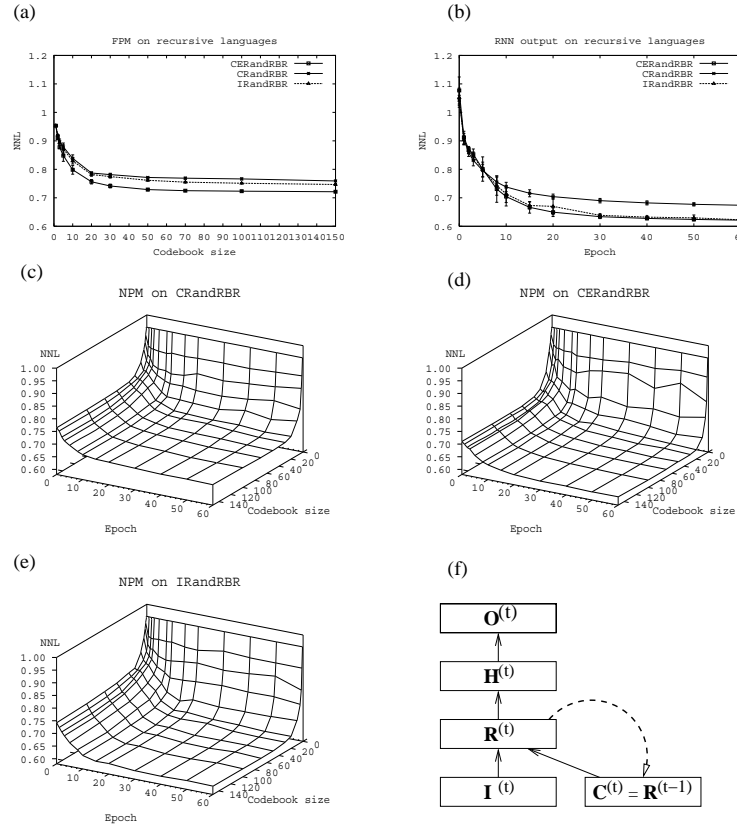 (a)
FPM on recursive languages
CERandRBR
CRandRBR
IRandRBR
NNL
1.2
1.1
1
0.9
0.8
0.7
0.6
0 10 20 30 40 50 60 70 80 90 100 110 120 130 140 150
Codebook size
(b)
RNN output on recursive languages
CERandRBR
CRandRBR
IRandRBR
NNL
1.2
1.1
1
0.9
0.8
0.7
0.6
0 10 20 30 40 50 60
Epoch
(c)
NPM on CRandRBR
NNL
1.00
0.95
0.90
0.85
0.80
0.75
0.70
0.65
0.60
0 10 20 30 40 50 60
Epoch
0 20 40 60 80 100 120 140
Codebook size
(d)
NPM on CERandRBR
NNL
1.00
0.95
0.90
0.85
0.80
0.75
0.70
0.65
0.60
0 10 20 30 40 50 60
Epoch
0 20 40 60 80 100 120 140
Codebook size
(e)
NPM on IRandRBR
NNL
1.00
0.95
0.90
0.85
0.80
0.75
0.70
0.65
0.60
0 10 20 30 40 50 60
Epoch
0 20 40 60 80 100 120 140
Codebook size
(f)
O(t)
H(t)
R(t)
I(t)
C(t) = R(t−1)